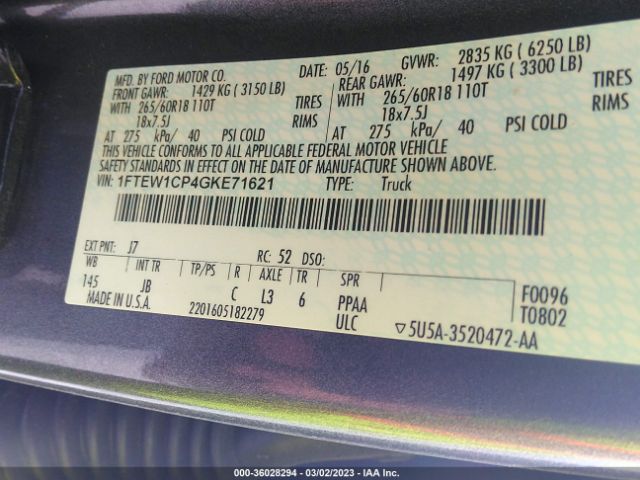 MFD. BY FORD MOTOR CO.
DATE: 05/16 GVWR: 2835 KG ( 6250 LB)
FRONT GAWR: 1429 KG ( 3150 LB)
REAR GAWR: 1497 KG ( 3300 LB)
WITH 265/60R18 110T TIRES
WITH 265/60R18 110T TIRES
18x7.5J RIMS
18x7.5J RIMS
AT 275 kPa/ 40 PSI COLD
AT 275 kPa/ 40 PSI COLD
THIS VEHICLE CONFORMS TO ALL APPLICABLE FEDERAL MOTOR VEHICLE
SAFETY STANDARDS IN EFFECT ON THE DATE OF MANUFACTURE SHOWN ABOVE.
VIN: 1FTEW1CP4GKE71621 TYPE: Truck
EXT PNT: J7 RC: 52 DSO:
WB INT TR TP/PS R AXLE TR SPR
145 JB C L3 6 PPAA F0096
MADE IN U.S.A. 2201605182279 ULC ▽5U5A-3520472-AA T0802
000-36028294 - 03/02/2023 - IAA Inc.